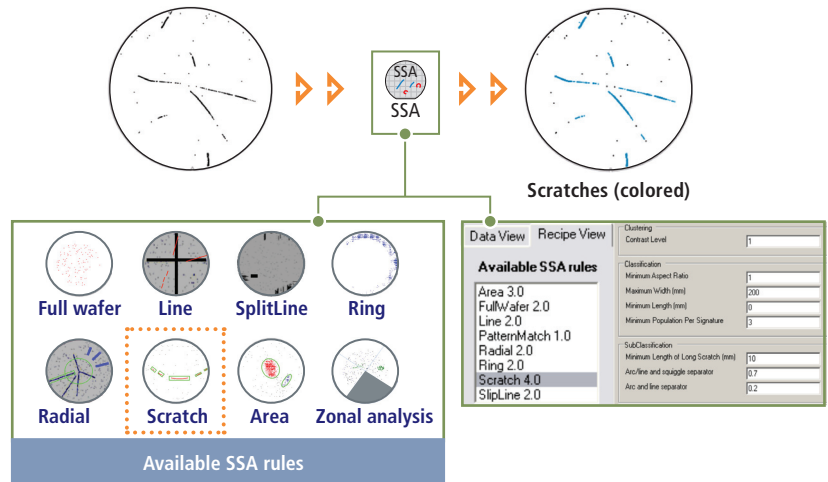 SSA
SSA
Scratches (colored)
Full wafer
Line
SplitLine
Ring
Radial
Scratch
Area
Zonal analysis
Available SSA rules
Data View
Recipe View
Available SSA rules
Area 3.0
FullWafer 2.0
Line 2.0
PatternMatch 1.0
Radial 2.0
Ring 2.0
Scratch 4.0
SlipLine 2.0
Clustering
Contrast Level 1
Classification
Minimum Aspect Ratio 1
Maximum Width (mm) 200
Minimum Length (mm) 0
Minimum Population Per Signature 3
SubClassification
Minimum Length of Long Scratch (mm) 10
Arc/line and squiggle separator 0.7
Arc and line separator 0.2